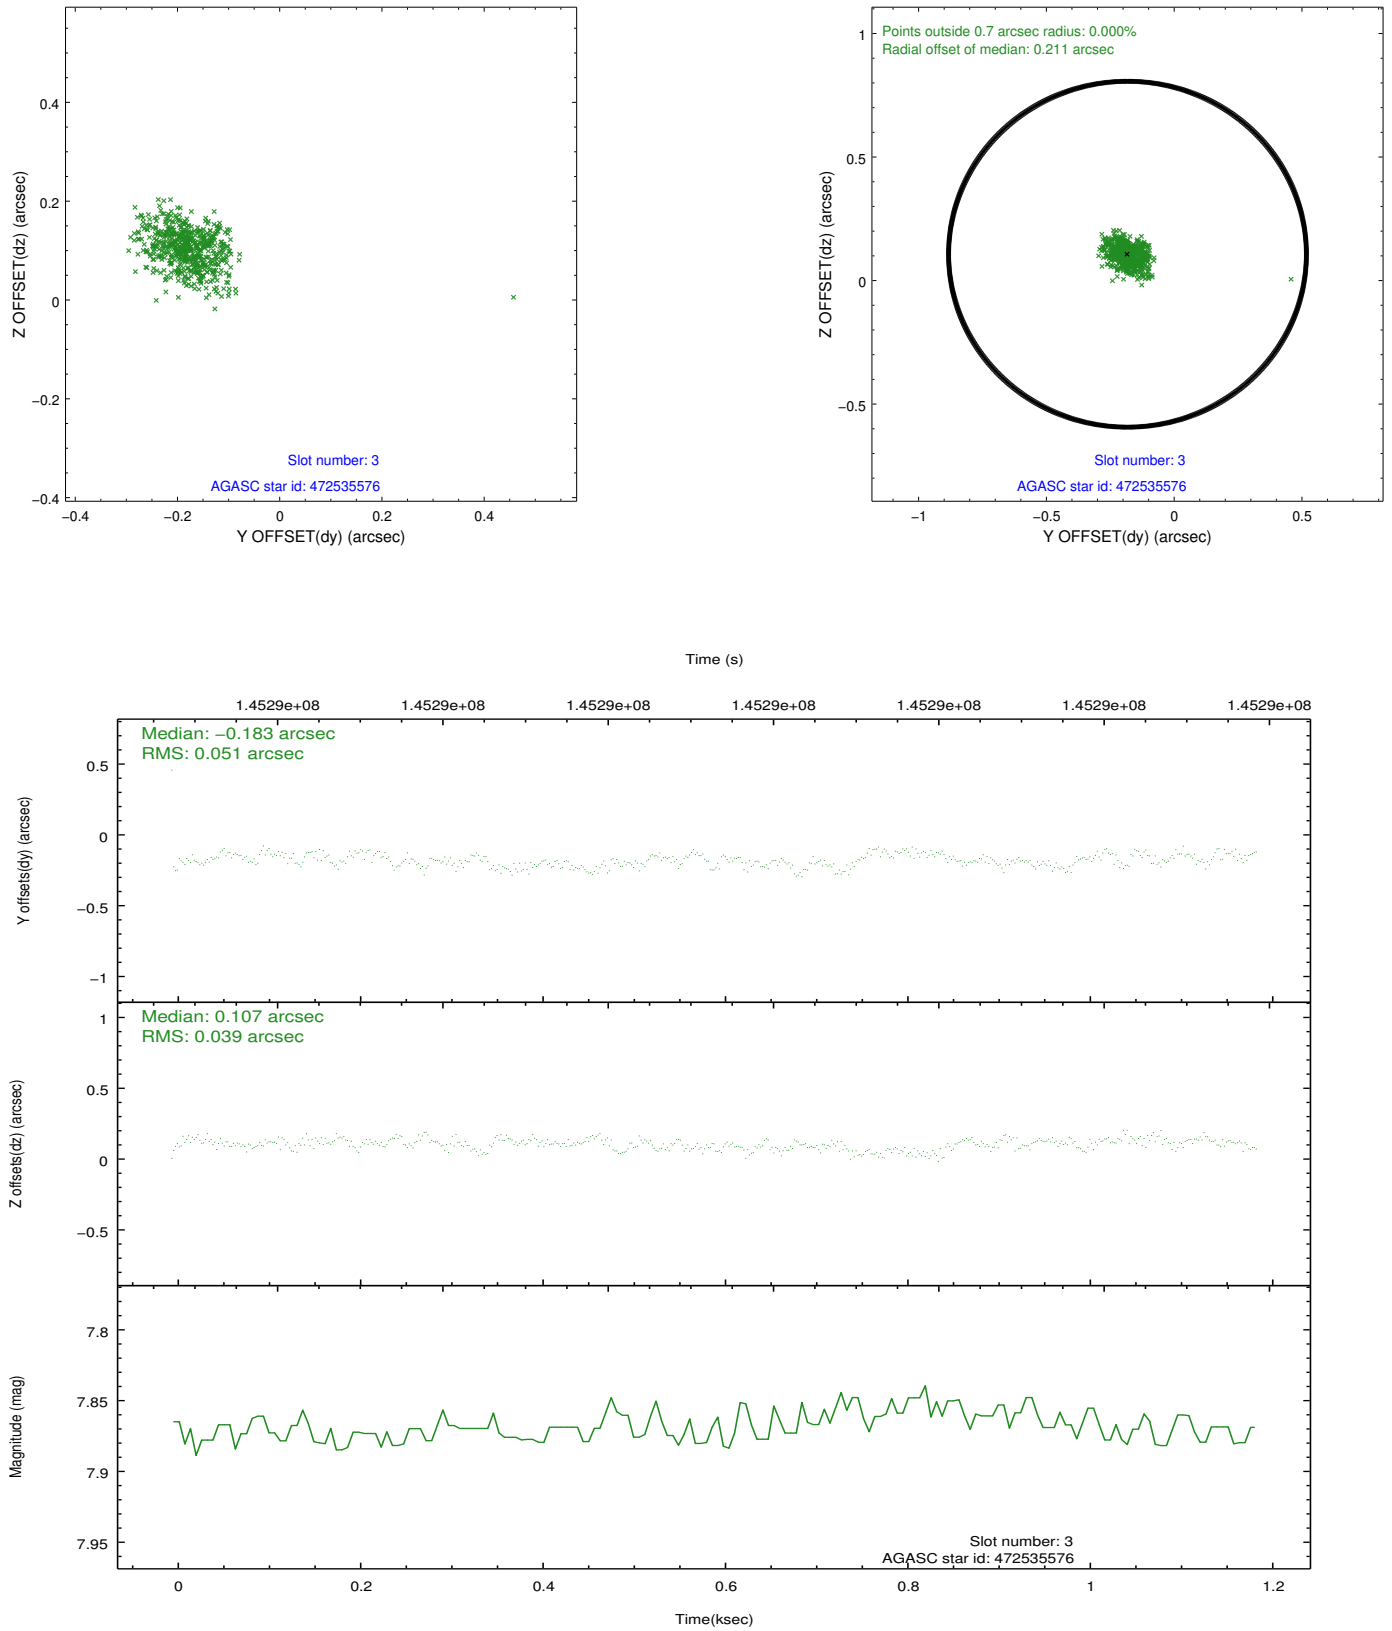 0.4
0.2
0
−0.2
−0.4
Z OFFSET(dz) (arcsec)
Slot number: 3
AGASC star id: 472535576
−0.4 −0.2 0 0.2 0.4
Y OFFSET(dy) (arcsec)
Points outside 0.7 arcsec radius: 0.000%
Radial offset of median: 0.211 arcsec
1
0.5
0
−0.5
Z OFFSET(dz) (arcsec)
Slot number: 3
AGASC star id: 472535576
−1 −0.5 0 0.5
Y OFFSET(dy) (arcsec)
Time (s)
1.4529e+08 1.4529e+08 1.4529e+08 1.4529e+08 1.4529e+08 1.4529e+08 1.4529e+08
Median: −0.183 arcsec
RMS: 0.051 arcsec
0.5
0
−0.5
−1
Y offsets(dy) (arcsec)
Median: 0.107 arcsec
RMS: 0.039 arcsec
1
0.5
0
−0.5
Z offsets(dz) (arcsec)
7.8
7.85
7.9
7.95
Magnitude (mag)
Slot number: 3
AGASC star id: 472535576
0 0.2 0.4 0.6 0.8 1 1.2
Time(ksec)